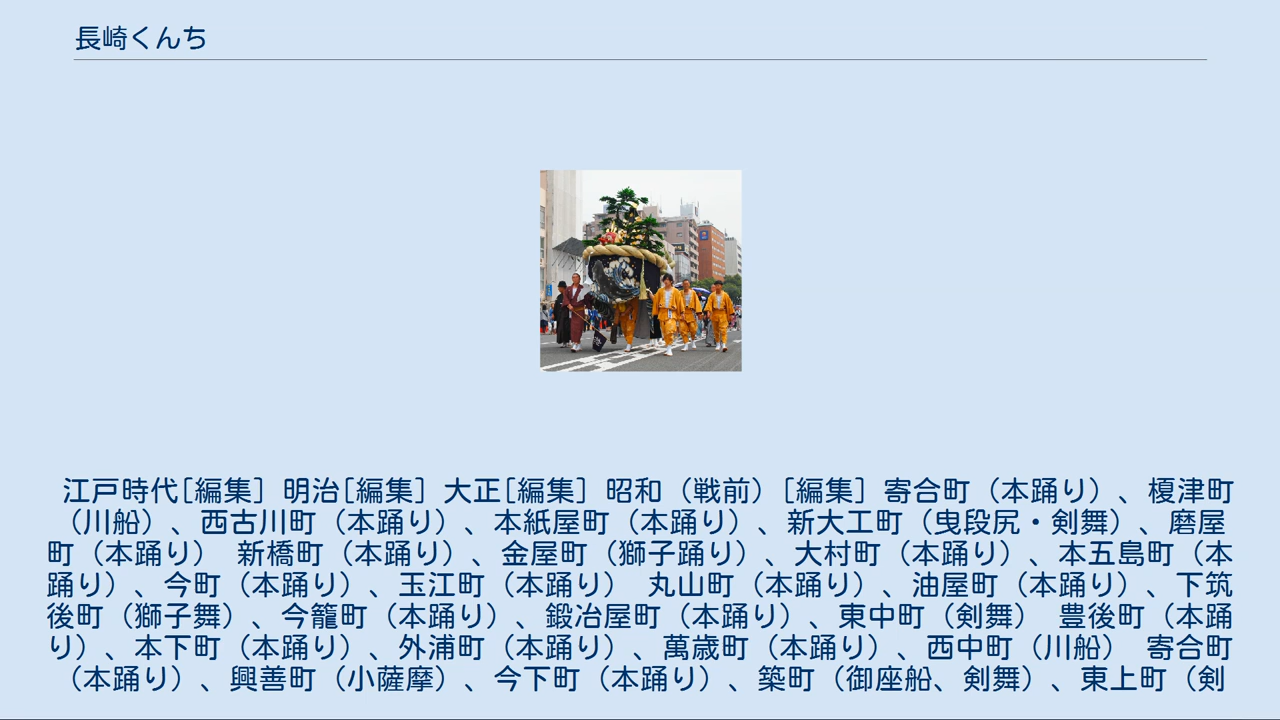 長崎くんち
江戸時代[編集] 明治[編集] 大正[編集] 昭和（戦前）[編集] 寄合町（本踊り）、榎津町
（川船）、西古川町（本踊り）、本紙屋町（本踊り）、新大工町（曳段尻・剣舞）、磨屋
町（本踊り） 新橋町（本踊り）、金屋町（獅子踊り）、大村町（本踊り）、本五島町（本
踊り）、今町（本踊り）、玉江町（本踊り） 丸山町（本踊り）、油屋町（本踊り）、下筑
後町（獅子舞）、今籠町（本踊り）、鍛冶屋町（本踊り）、東中町（剣舞） 豊後町（本踊
り）、本下町（本踊り）、外浦町（本踊り）、萬歳町（本踊り）、西中町（川船） 寄合町
（本踊り）、興善町（小薩摩）、今下町（本踊り）、築町（御座船、剣舞）、東上町（剣